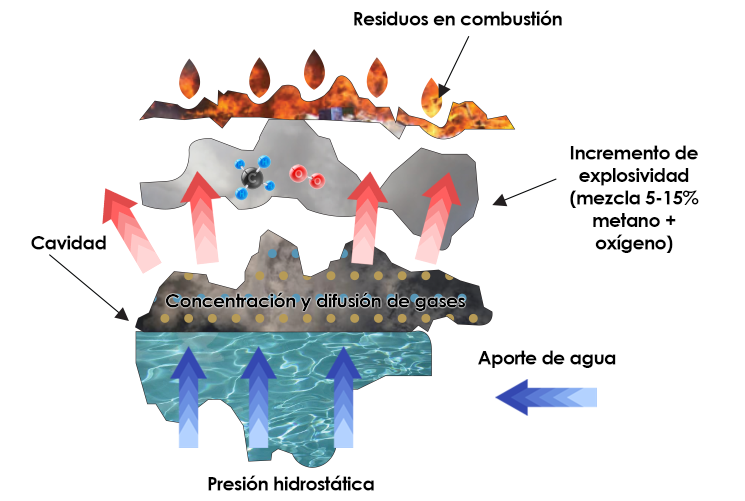 Residuos en combustión
Incremento de
explosividad
(mezcla 5-15%
metano +
oxígeno)
Cavidad
Concentración y difusión de gases
Aporte de agua
Presión hidrostática